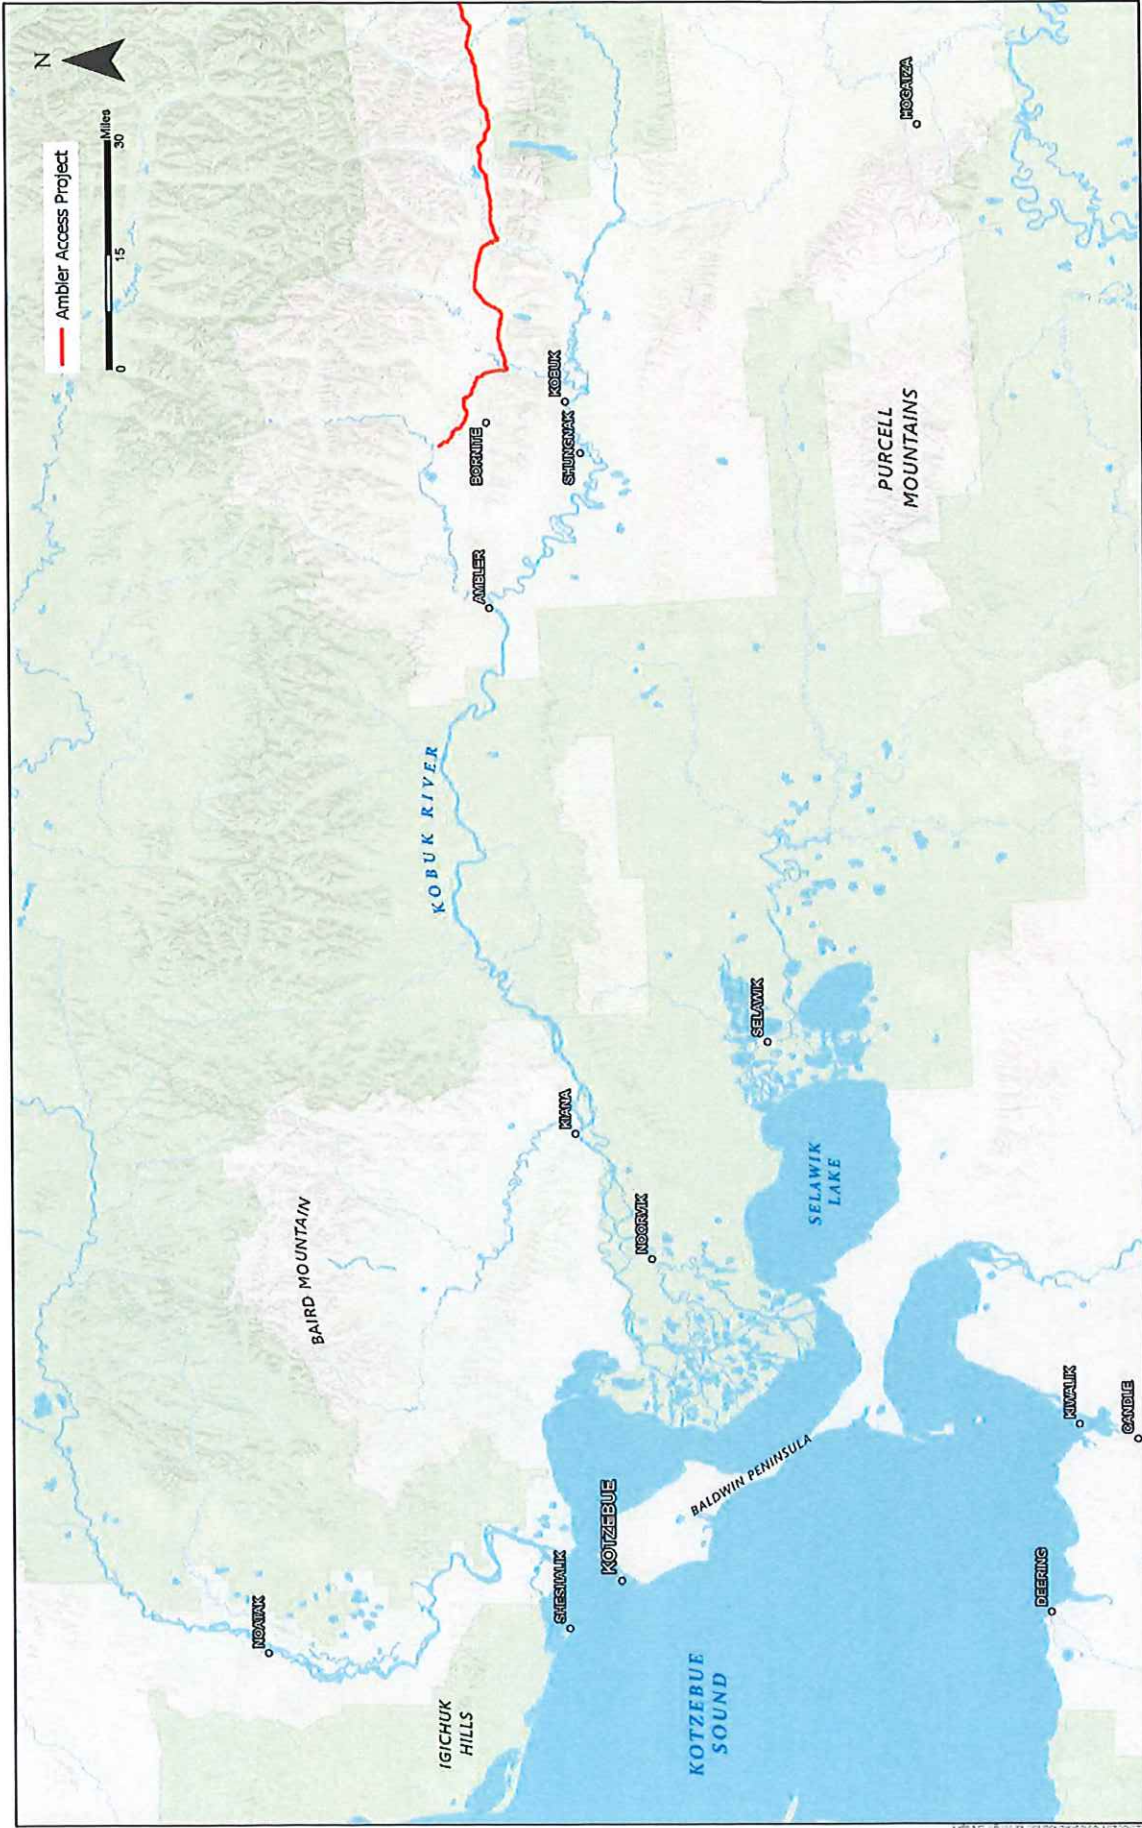 N
Ambler Access Project
0 15 30 Miles
NOATAK
BAIRD MOUNTAIN
KOBUK RIVER
IGICHUK
HILLS
SHESHALIK
KOTZEBUE
KIANA
NOORVIK
AMBLER
BORNITE
SHUNGNAK
KOBUK
KOTZEBUE
SOUND
BALDWIN PENINSULA
SELAWIK
SELAWIK
LAKE
PURCELL
MOUNTAINS
HOGATZA
DEERING
KIWALIK
CANDLE